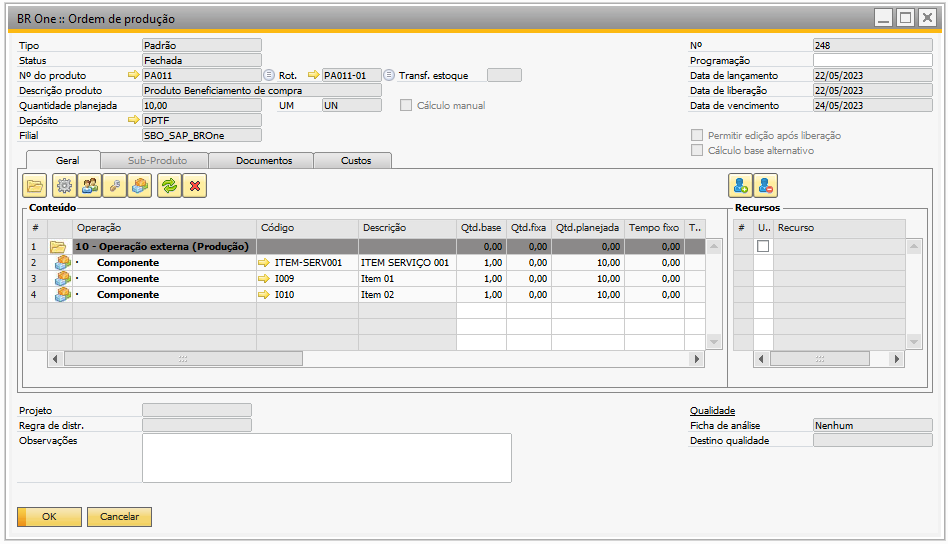 BR One :: Ordem de produção
Tipo Padrão Nº 248
Status Fechada Programação
Nº do produto PA011 Rot. PA011-01 Transf. estoque Data de lançamento 22/05/2023
Descrição produto Produto Beneficiamento de compra Data de liberação 22/05/2023
Quantidade planejada 10,00 UM UN Cálculo manual Data de vencimento 24/05/2023
Depósito DPTF
Filial SBO_SAP_BROne Permitir edição após liberação
Cálculo base alternativo
Geral Sub-Produto Documentos Custos
Conteúdo Recursos
# Operação Código Descrição Qtd.base Qtd.fixa Qtd.planejada Tempo fixo T.. # U.. Recurso
1 10 - Operação externa (Produção) 0,00 0,00 0,00 0,00
2 · Componente ITEM-SERV001 ITEM SERVIÇO 001 1,00 0,00 10,00 0,00
3 · Componente I009 Item 01 1,00 0,00 10,00 0,00
4 · Componente I010 Item 02 1,00 0,00 10,00 0,00
Projeto Qualidade
Regra de distr. Ficha de análise Nenhum
Observações Destino qualidade
OK Cancelar